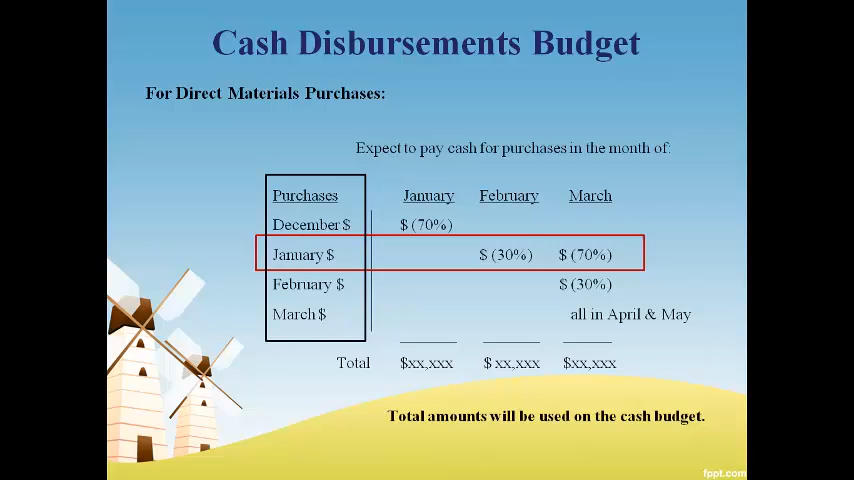 Cash Disbursements Budget
For Direct Materials Purchases:
Expect to pay cash for purchases in the month of:
Purchases January February March
December $ $ (70%)
January $ $ (30%) $ (70%)
February $ $ (30%)
March $ all in April & May
Total $xx,xxx $ xx,xxx $xx,xxx
Total amounts will be used on the cash budget.
fppt.com